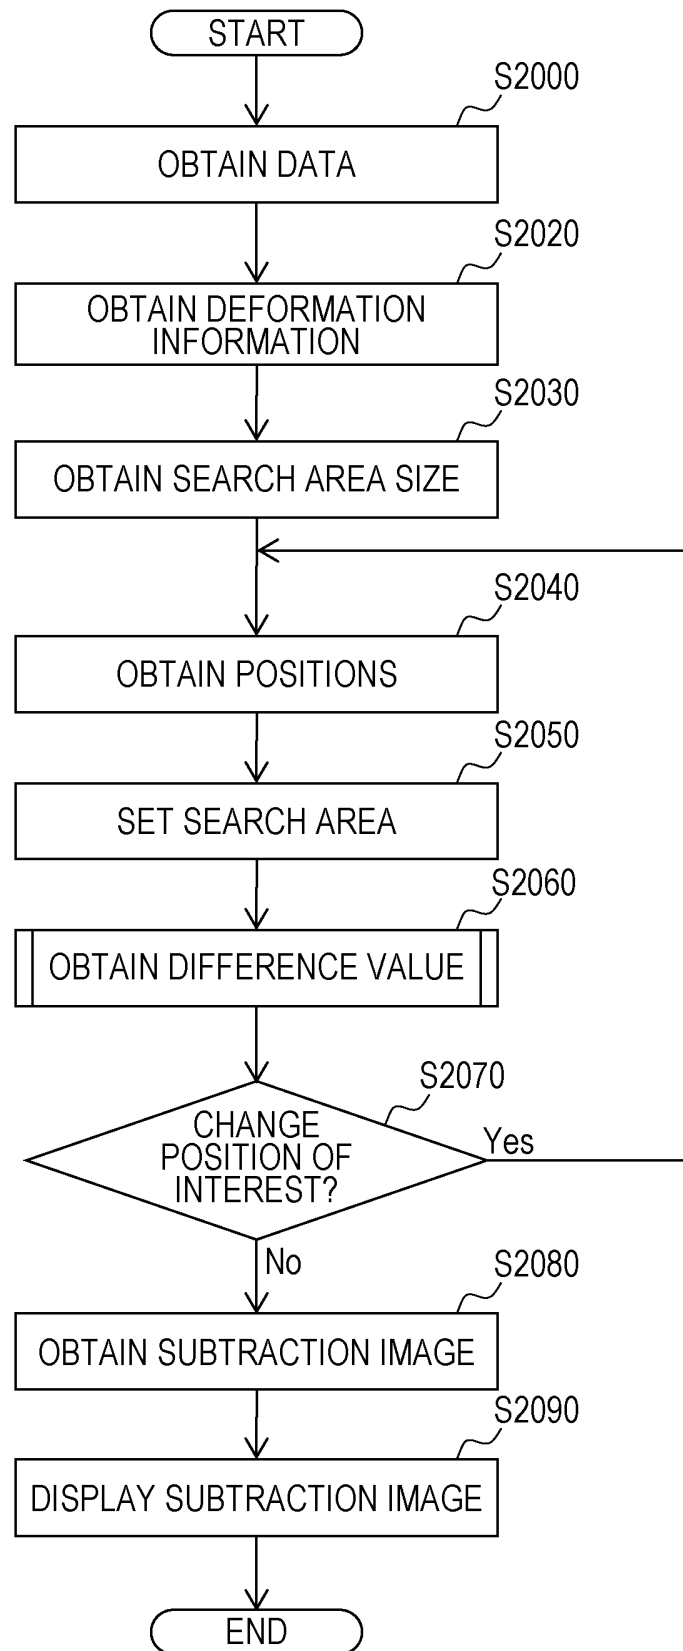 START
S2000
OBTAIN DATA
S2020
OBTAIN DEFORMATION
INFORMATION
S2030
OBTAIN SEARCH AREA SIZE
S2040
OBTAIN POSITIONS
S2050
SET SEARCH AREA
S2060
OBTAIN DIFFERENCE VALUE
S2070
CHANGE
POSITION OF
INTEREST?
Yes
No
S2080
OBTAIN SUBTRACTION IMAGE
S2090
DISPLAY SUBTRACTION IMAGE
END